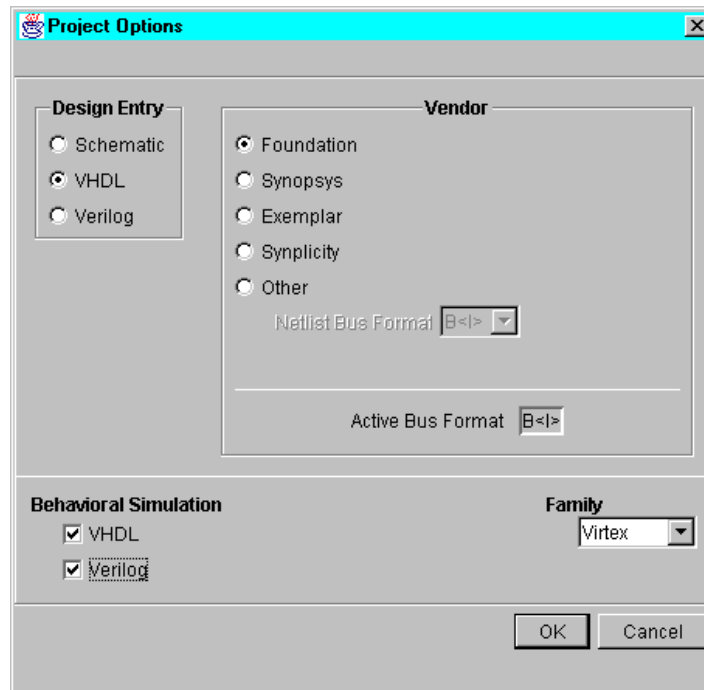 Project Options
Design Entry
Schematic
VHDL
Verilog
Vendor
Foundation
Synopsys
Exemplar
Synplicity
Other
Netlist Bus Format B<I>
Active Bus Format B<I>
Behavioral Simulation
VHDL
Verilog
Family
Virtex
OK Cancel